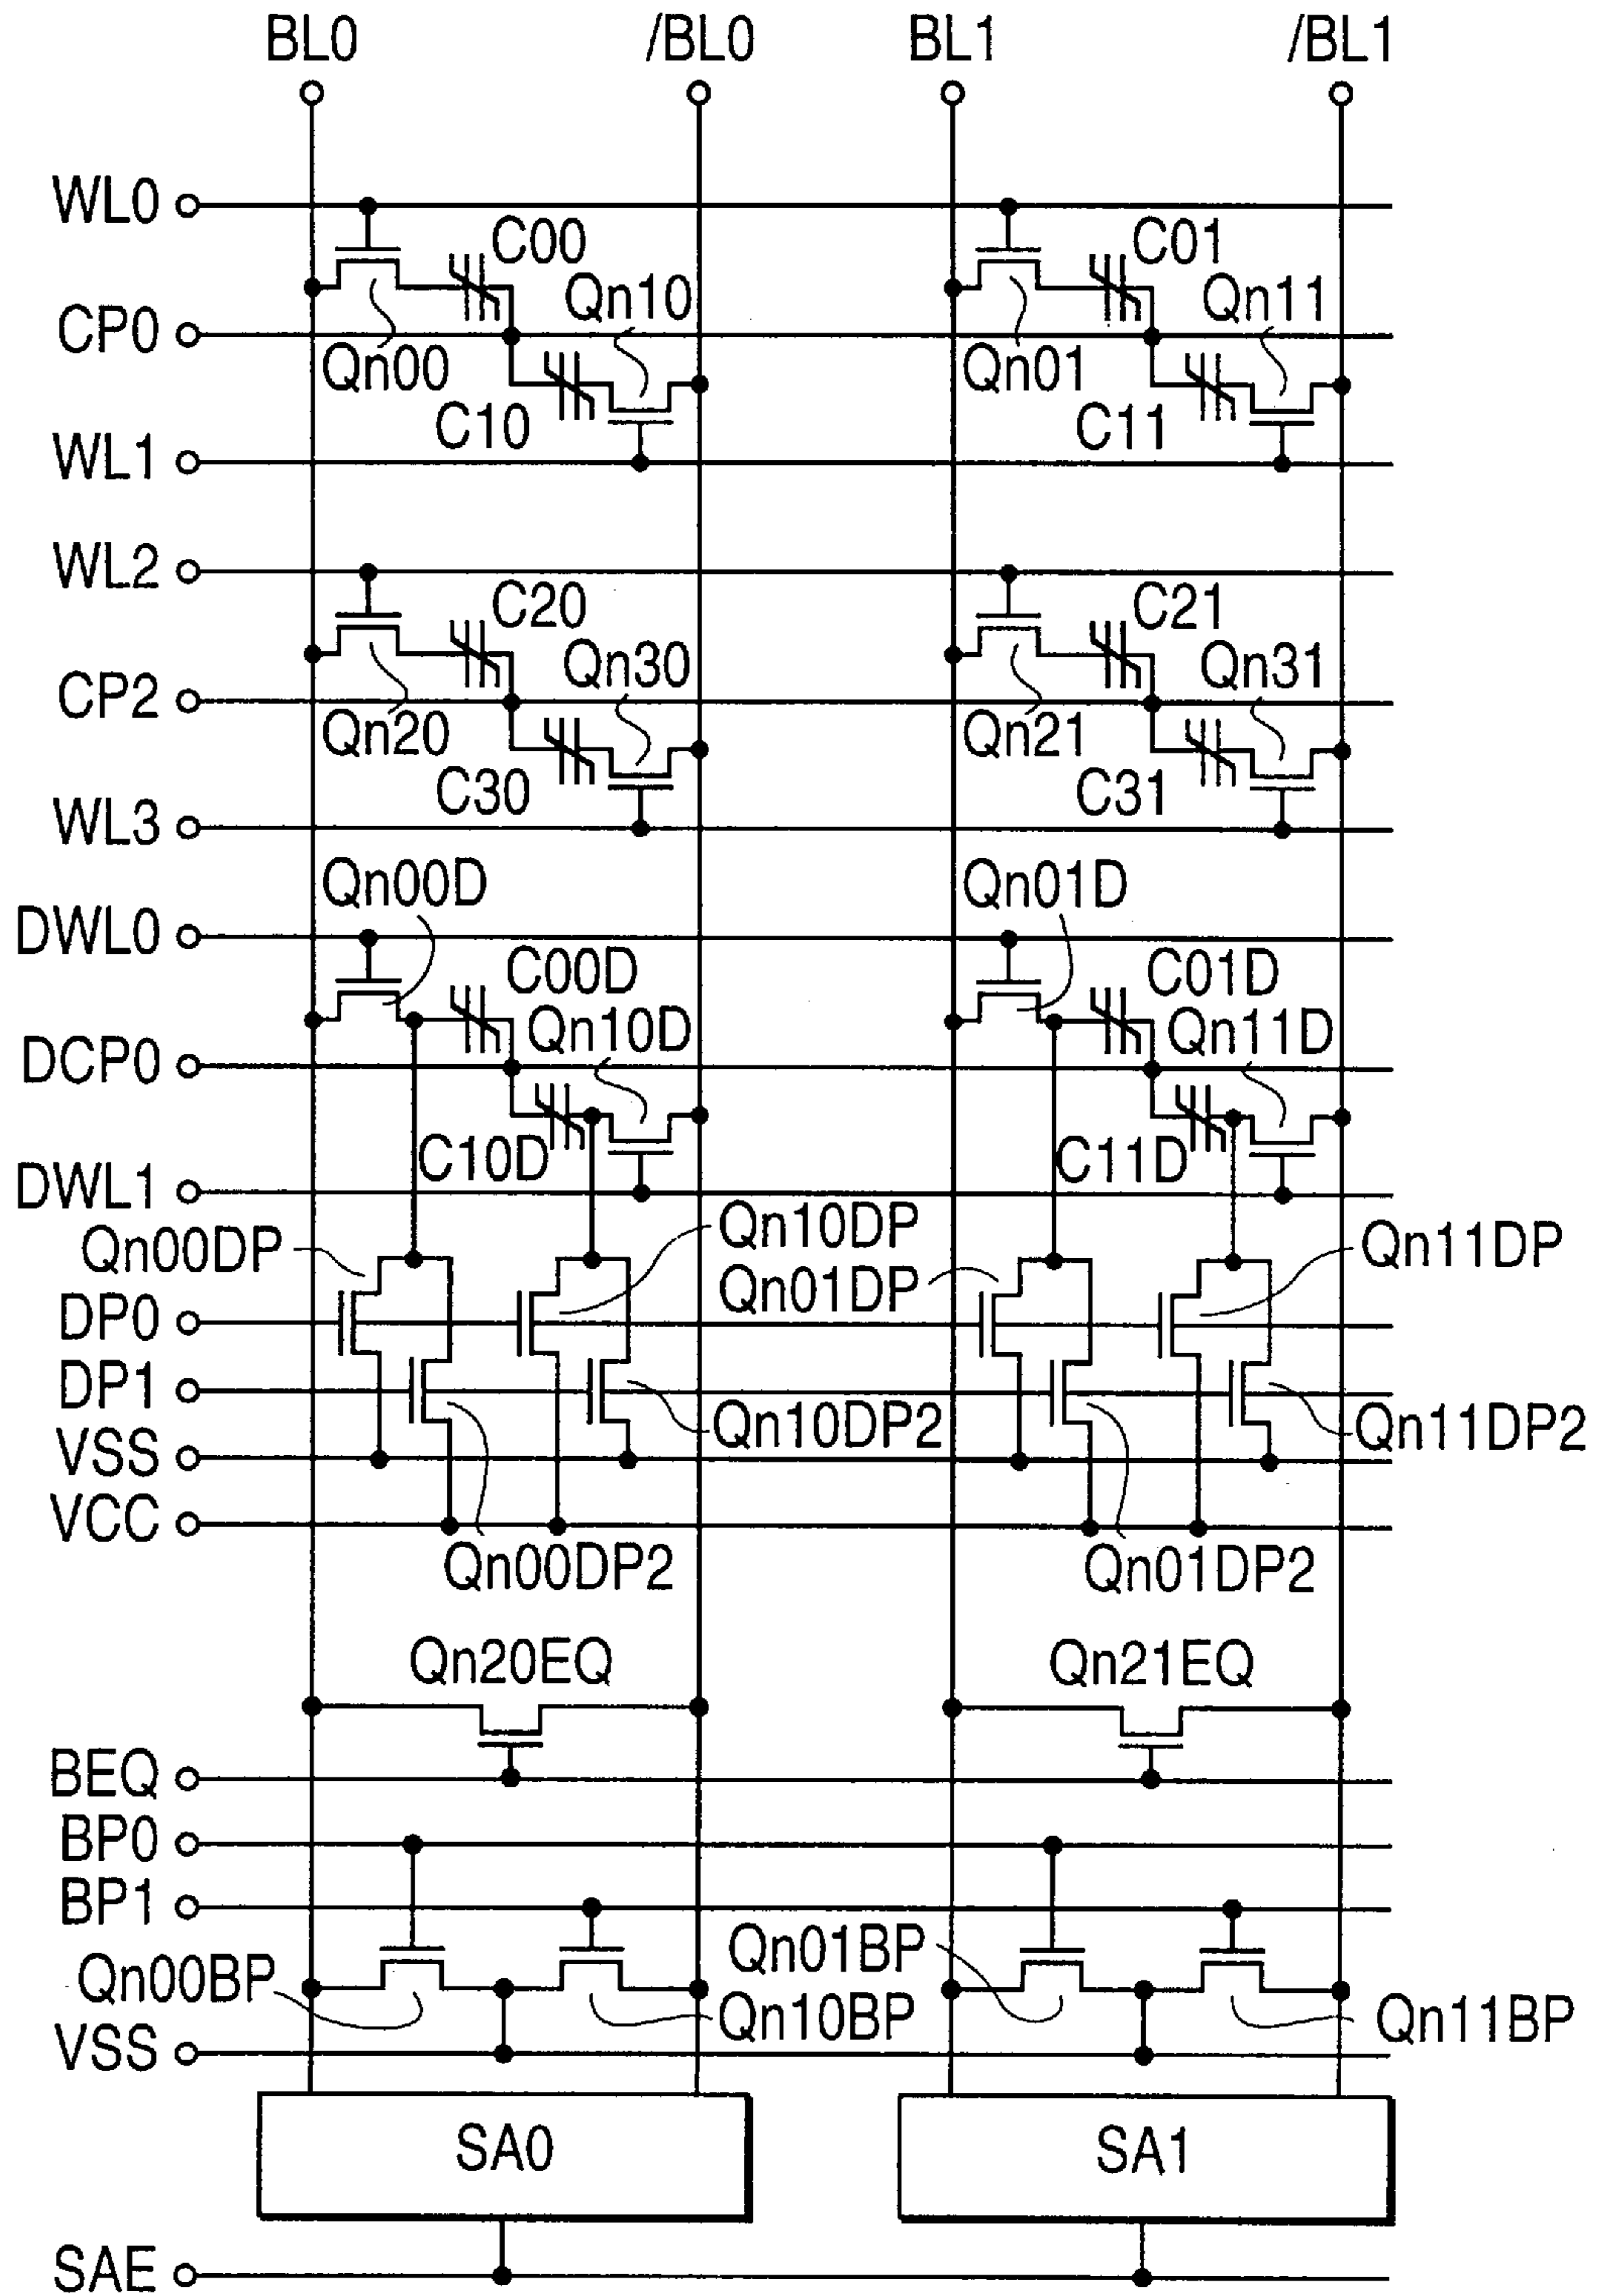 BL0 /BL0 BL1 /BL1
WL0
C00 C01
Qn10 Qn11
CP0
Qn00 Qn01
C10 C11
WL1
WL2
C20 C21
Qn30 Qn31
CP2
Qn20 Qn21
C30 C31
WL3
Qn00D Qn01D
DWL0
C00D C01D
Qn10D Qn11D
DCP0
C10D C11D
DWL1
Qn10DP
Qn00DP Qn11DP
Qn01DP
DP0
DP1
Qn10DP2 Qn11DP2
VSS
VCC
Qn00DP2 Qn01DP2
Qn20EQ Qn21EQ
BEQ
BP0
BP1
Qn01BP
Qn00BP
Qn10BP Qn11BP
VSS
SA0 SA1
SAE